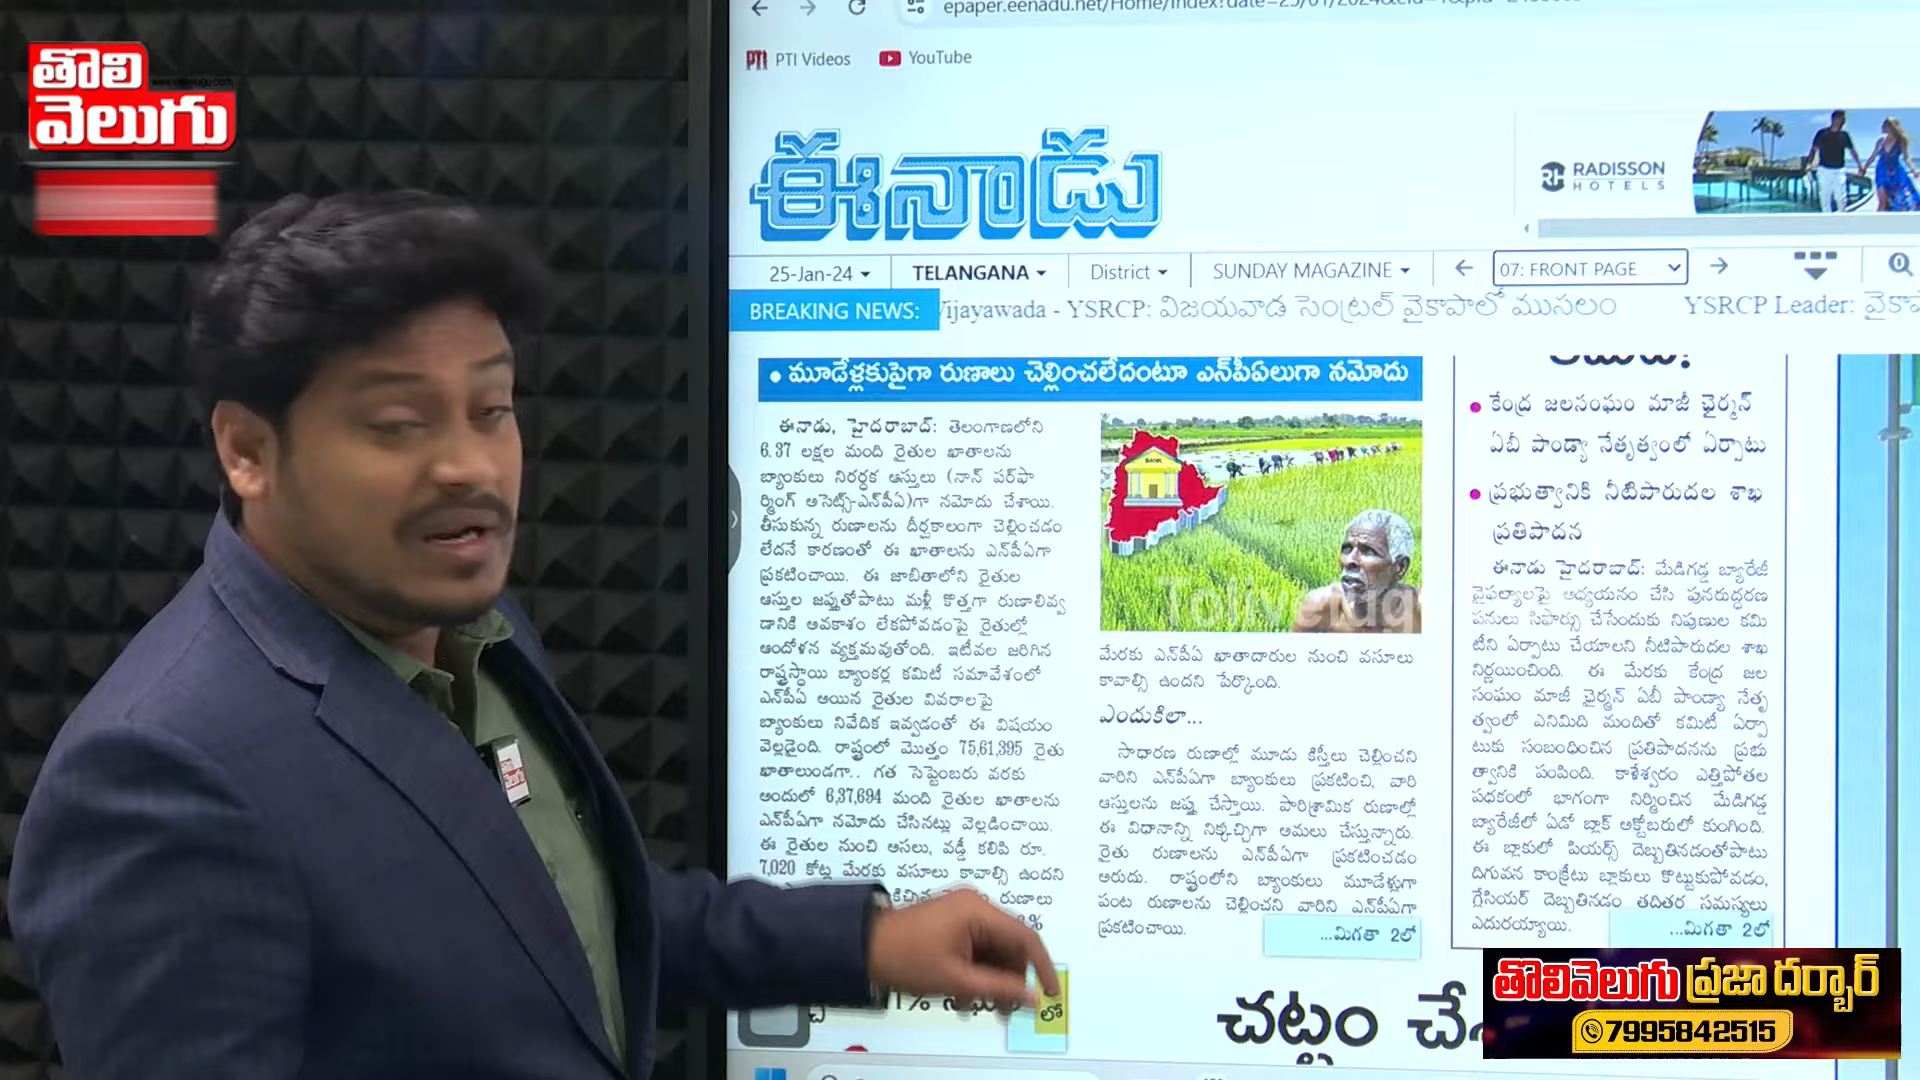 తొలి
వెలుగు
epaper.eenadu.net/Home/Index?date=25/01/2024&eid=1&pid=
PTI Videos
YouTube
ఈనాడు
RADISSON
HOTELS
25-Jan-24
TELANGANA
District
SUNDAY MAGAZINE
07: FRONT PAGE
BREAKING NEWS:
Vijayawada - YSRCP: విజయవాడ సెంట్రల్ వైకాపాలో ముసలం
YSRCP Leader:
• మూడేళ్లకుపైగా రుణాలు చెల్లించలేదంటూ ఎన్‌పీఏలుగా నమోదు
ఈనాడు, హైదరాబాద్: తెలంగాణలోని
6.37 లక్షల మంది రైతుల ఖాతాలను
బ్యాంకులు నిరర్ధక ఆస్తులు (నాన్ పర్‌ఫా
ర్మింగ్ అసెట్స్-ఎన్‌పీఏ)గా నమోదు చేశాయి.
తీసుకున్న రుణాలను దీర్ఘకాలంగా చెల్లించడం
లేదనే కారణంతో ఈ ఖాతాలను ఎన్‌పీఏగా
ప్రకటించాయి. ఈ జాబితాలోని రైతుల
ఆస్తుల జప్తుతోపాటు మళ్లీ కొత్తగా రుణాలివ్వ
డానికి అవకాశం లేకపోవడంపై రైతుల్లో
ఆందోళన వ్యక్తమవుతోంది. ఇటీవల జరిగిన
రాష్ట్రస్థాయి బ్యాంకర్ల కమిటీ సమావేశంలో
ఎన్‌పీఏ అయిన రైతుల వివరాలపై
బ్యాంకులు నివేదిక ఇవ్వడంతో ఈ విషయం
వెల్లడైంది. రాష్ట్రంలో మొత్తం 75,61,395 రైతు
ఖాతాలుండగా.. గత సెప్టెంబరు వరకు
అందులో 6,37,694 మంది రైతుల ఖాతాలను
ఎన్‌పీఏగా నమోదు చేసినట్లు వెల్లడించాయి.
ఈ రైతుల నుంచి అసలు, వడ్డీ కలిపి రూ.
7,020 కోట్ల మేరకు వసూలు కావాల్సి ఉందని
రుణాలు
లో
BANK
Tolivelug
మేరకు ఎన్‌పీఏ ఖాతాదారుల నుంచి వసూలు
కావాల్సి ఉందని పేర్కొంది.
ఎందుకిలా...
సాధారణ రుణాల్లో మూడు కిస్తీలు చెల్లించని
వారిని ఎన్‌పీఏగా బ్యాంకులు ప్రకటించి, వారి
ఆస్తులను జప్తు చేస్తాయి. పారిశ్రామిక రుణాల్లో
ఈ విధానాన్ని నిక్కచ్చిగా అమలు చేస్తున్నారు.
రైతు రుణాలను ఎన్‌పీఏగా ప్రకటించడం
అరుదు. రాష్ట్రంలోని బ్యాంకులు మూడేళ్లుగా
పంట రుణాలను చెల్లించని వారిని ఎన్‌పీఏగా
ప్రకటించాయి.
...మిగతా 2లో
• కేంద్ర జలసంఘం మాజీ ఛైర్మన్
ఏబీ పాండ్యా నేతృత్వంలో ఏర్పాటు
• ప్రభుత్వానికి నీటిపారుదల శాఖ
ప్రతిపాదన
ఈనాడు హైదరాబాద్: మేడిగడ్డ బ్యారేజీ
వైఫల్యాలపై అధ్యయనం చేసి పునరుద్ధరణ
పనులు సిఫార్సు చేసేందుకు నిపుణుల కమి
టీని ఏర్పాటు చేయాలని నీటిపారుదల శాఖ
నిర్ణయించింది. ఈ మేరకు కేంద్ర జల
సంఘం మాజీ ఛైర్మన్ ఏబీ పాండ్యా నేతృ
త్వంలో ఎనిమిది మందితో కమిటీ ఏర్పా
టుకు సంబంధించిన ప్రతిపాదనను ప్రభు
త్వానికి పంపింది. కాళేశ్వరం ఎత్తిపోతల
పథకంలో భాగంగా నిర్మించిన మేడిగడ్డ
బ్యారేజీలో ఏడో బ్లాక్ అక్టోబరులో కుంగింది.
ఈ బ్లాకులో పియర్స్ దెబ్బతినడంతోపాటు
దిగువన కాంక్రీటు బ్లాకులు కొట్టుకుపోవడం,
గ్లేసియర్ దెబ్బతినడం తదితర సమస్యలు
ఎదురయ్యాయి.
...మిగతా 2లో
చట్టం
తొలివెలుగు ప్రజా దర్బార్
7995842515